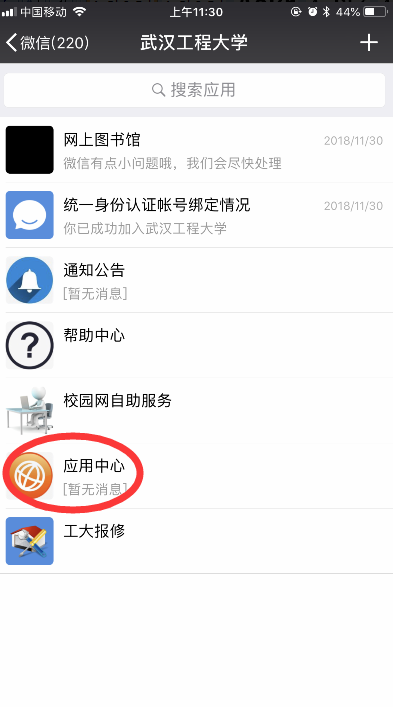 中国移动
上午11:30
44%
微信(220)
武汉工程大学
搜索应用
网上图书馆
2018/11/30
微信有点小问题哦，我们会尽快处理
统一身份认证帐号绑定情况
2018/11/30
你已成功加入武汉工程大学
通知公告
[暂无消息]
?
帮助中心
校园网自助服务
应用中心
[暂无消息]
工大报修